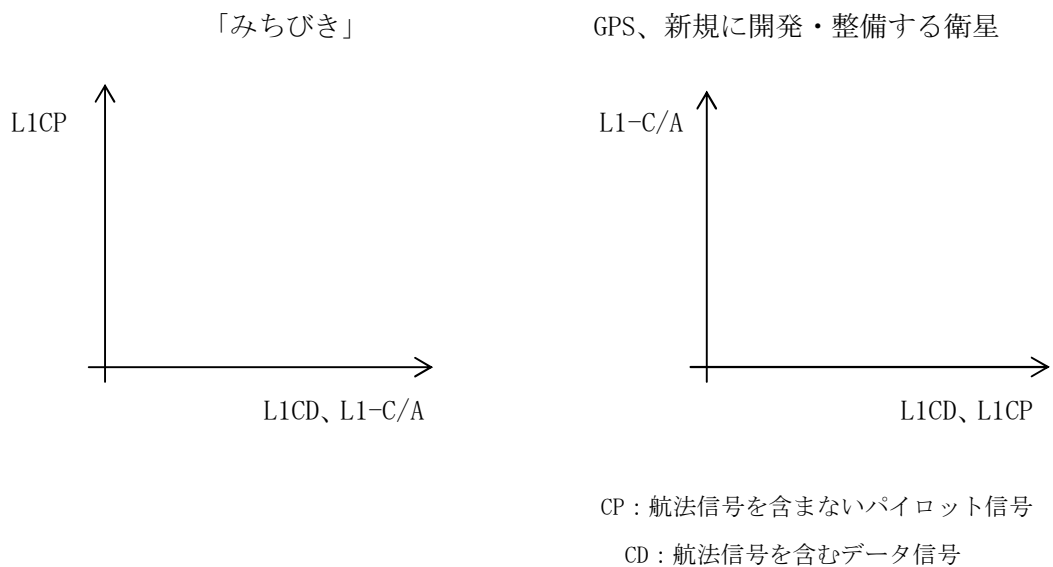 「みちびき」
GPS、新規に開発・整備する衛星
L1CP
L1-C/A
L1CD、L1-C/A
L1CD、L1CP
CP：航法信号を含まないパイロット信号
CD：航法信号を含むデータ信号